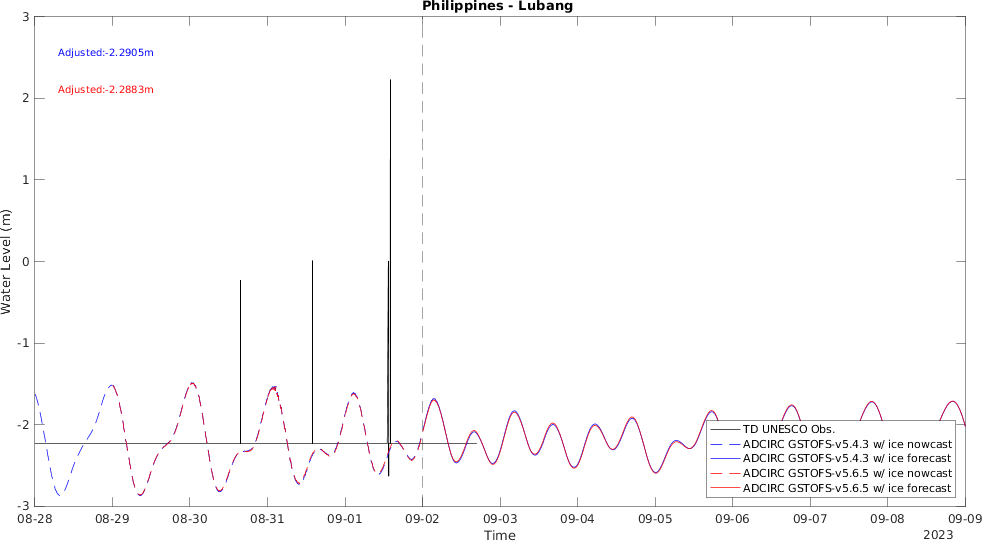 Philippines - Lubang
Adjusted:-2.2905m
Adjusted:-2.2883m
Water Level (m)
3
2
1
0
-1
-2
-3
TD UNESCO Obs.
ADCIRC GSTOFS-v5.4.3 w/ ice nowcast
ADCIRC GSTOFS-v5.4.3 w/ ice forecast
ADCIRC GSTOFS-v5.6.5 w/ ice nowcast
ADCIRC GSTOFS-v5.6.5 w/ ice forecast
08-28 08-29 08-30 08-31 09-01 09-02 09-03 09-04 09-05 09-06 09-07 09-08 09-09
Time
2023